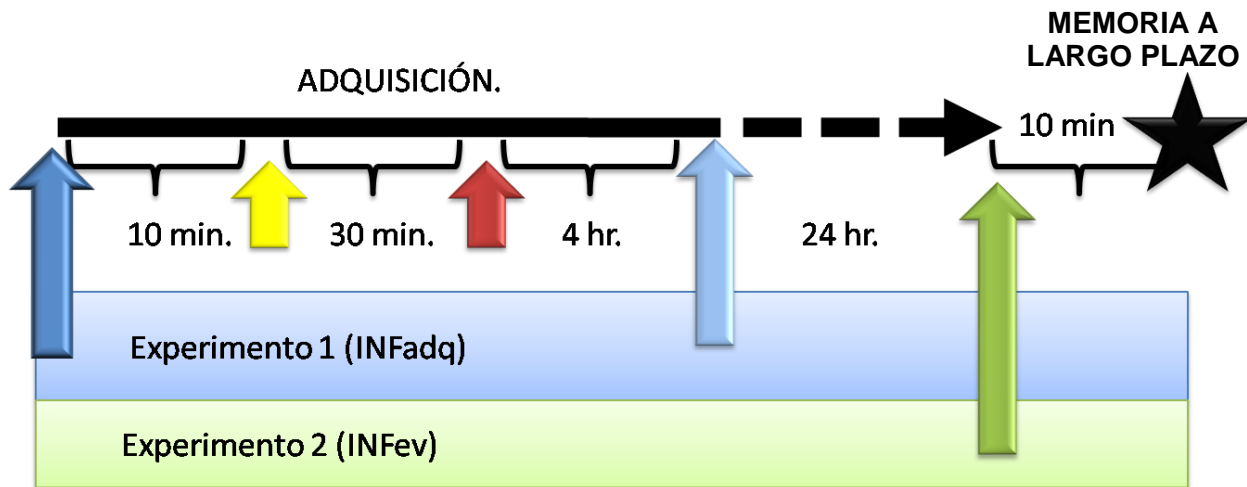 MEMORIA A
LARGO PLAZO
ADQUISICIÓN.
10 min
10 min.
30 min.
4 hr.
24 hr.
Experimento 1 (INFadq)
Experimento 2 (INFev)